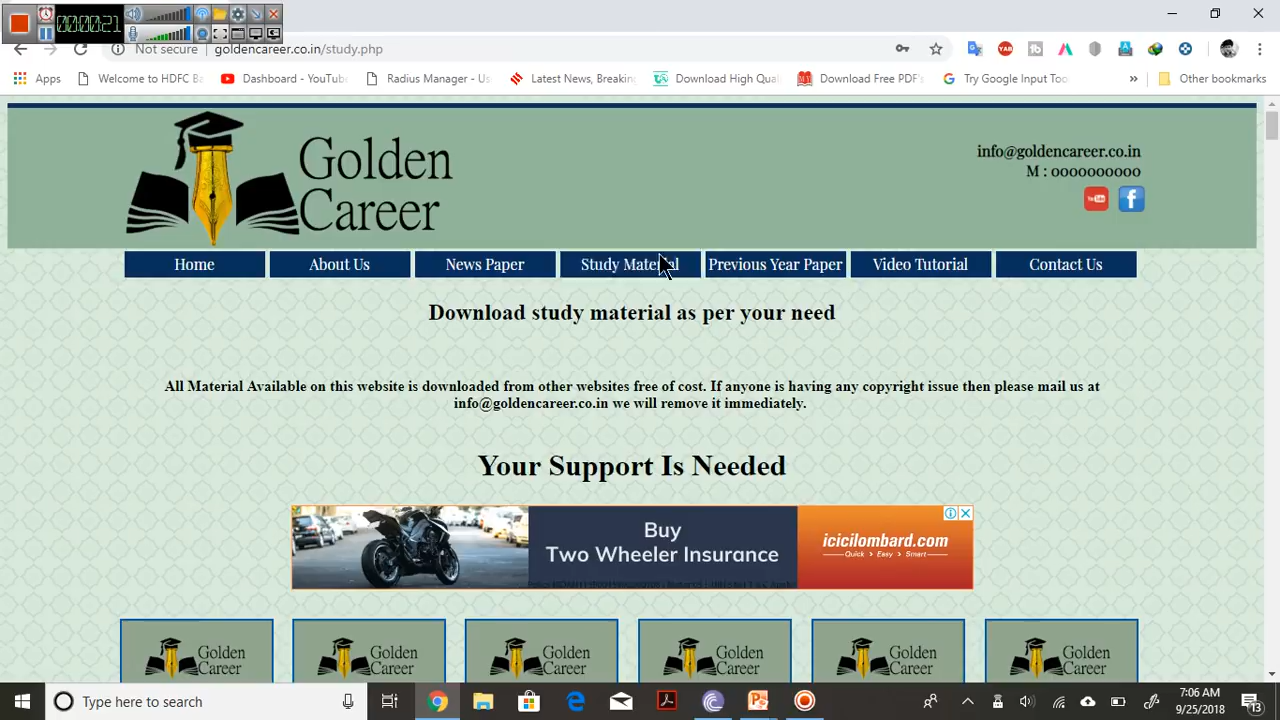 00:00:21
Not secure
goldencareer.co.in/study.php
Apps
Welcome to HDFC Ba
Dashboard - YouTube
Radius Manager - Us
Latest News, Breaking
Download High Qual
Download Free PDF's
Try Google Input Too
»
Other bookmarks
Golden
Career
info@goldencareer.co.in
M : 0000000000
Home
About Us
News Paper
Study Material
Previous Year Paper
Video Tutorial
Contact Us
Download study material as per your need
All Material Available on this website is downloaded from other websites free of cost. If anyone is having any copyright issue then please mail us at
info@goldencareer.co.in we will remove it immediately.
Your Support Is Needed
Buy
Two Wheeler Insurance
icicilombard.com
Quick > Easy > Smart
Golden
Career
Golden
Career
Golden
Career
Golden
Career
Golden
Career
Golden
Career
Type here to search
7:06 AM
9/25/2018
13